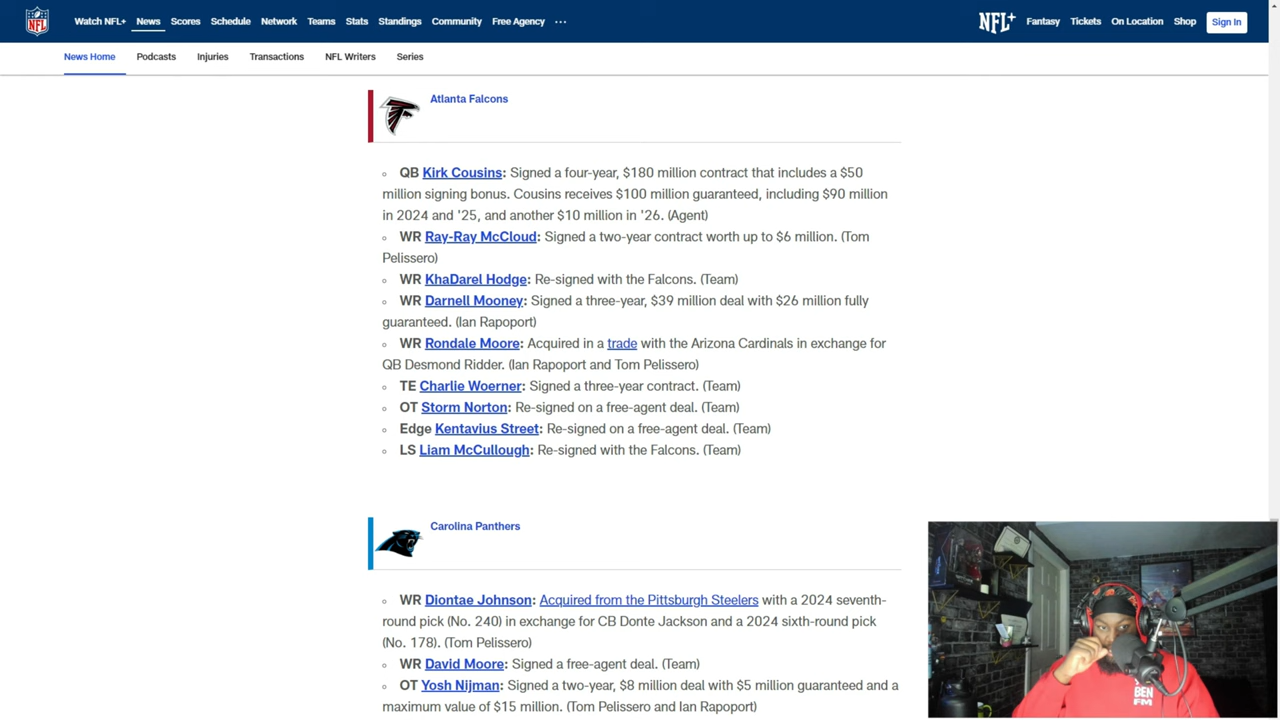 NFL
Watch NFL+ News Scores Schedule Network Teams Stats Standings Community Free Agency ... NFL+ Fantasy Tickets On Location Shop Sign In
News Home Podcasts Injuries Transactions NFL Writers Series
Atlanta Falcons
QB Kirk Cousins: Signed a four-year, $180 million contract that includes a $50
million signing bonus. Cousins receives $100 million guaranteed, including $90 million
in 2024 and '25, and another $10 million in '26. (Agent)
WR Ray-Ray McCloud: Signed a two-year contract worth up to $6 million. (Tom
Pelissero)
WR KhaDarel Hodge: Re-signed with the Falcons. (Team)
WR Darnell Mooney: Signed a three-year, $39 million deal with $26 million fully
guaranteed. (Ian Rapoport)
WR Rondale Moore: Acquired in a trade with the Arizona Cardinals in exchange for
QB Desmond Ridder. (Ian Rapoport and Tom Pelissero)
TE Charlie Woerner: Signed a three-year contract. (Team)
OT Storm Norton: Re-signed on a free-agent deal. (Team)
Edge Kentavius Street: Re-signed on a free-agent deal. (Team)
LS Liam McCullough: Re-signed with the Falcons. (Team)
Carolina Panthers
WR Diontae Johnson: Acquired from the Pittsburgh Steelers with a 2024 seventh-
round pick (No. 240) in exchange for CB Donte Jackson and a 2024 sixth-round pick
(No. 178). (Tom Pelissero)
WR David Moore: Signed a free-agent deal. (Team)
OT Yosh Nijman: Signed a two-year, $8 million deal with $5 million guaranteed and a
maximum value of $15 million. (Tom Pelissero and Ian Rapoport)
BEN
FM